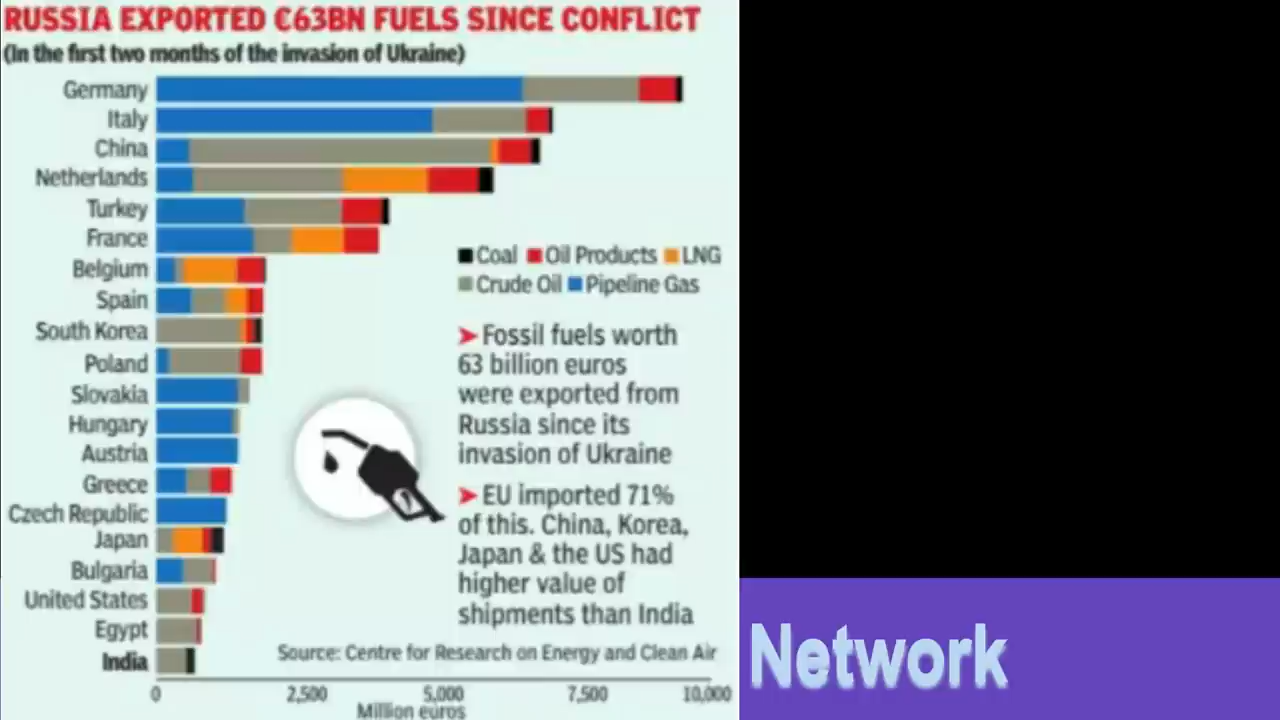 RUSSIA EXPORTED €63BN FUELS SINCE CONFLICT
(In the first two months of the invasion of Ukraine)
Germany
Italy
China
Netherlands
Turkey
France
Belgium
Spain
South Korea
Poland
Slovakia
Hungary
Austria
Greece
Czech Republic
Japan
Bulgaria
United States
Egypt
India
Coal Oil Products LNG
Crude Oil Pipeline Gas
Fossil fuels worth
63 billion euros
were exported from
Russia since its
invasion of Ukraine
EU imported 71%
of this. China, Korea,
Japan & the US had
higher value of
shipments than India
Source: Centre for Research on Energy and Clean Air
0 2,500 5,000 7,500 10,000
Million euros
Network